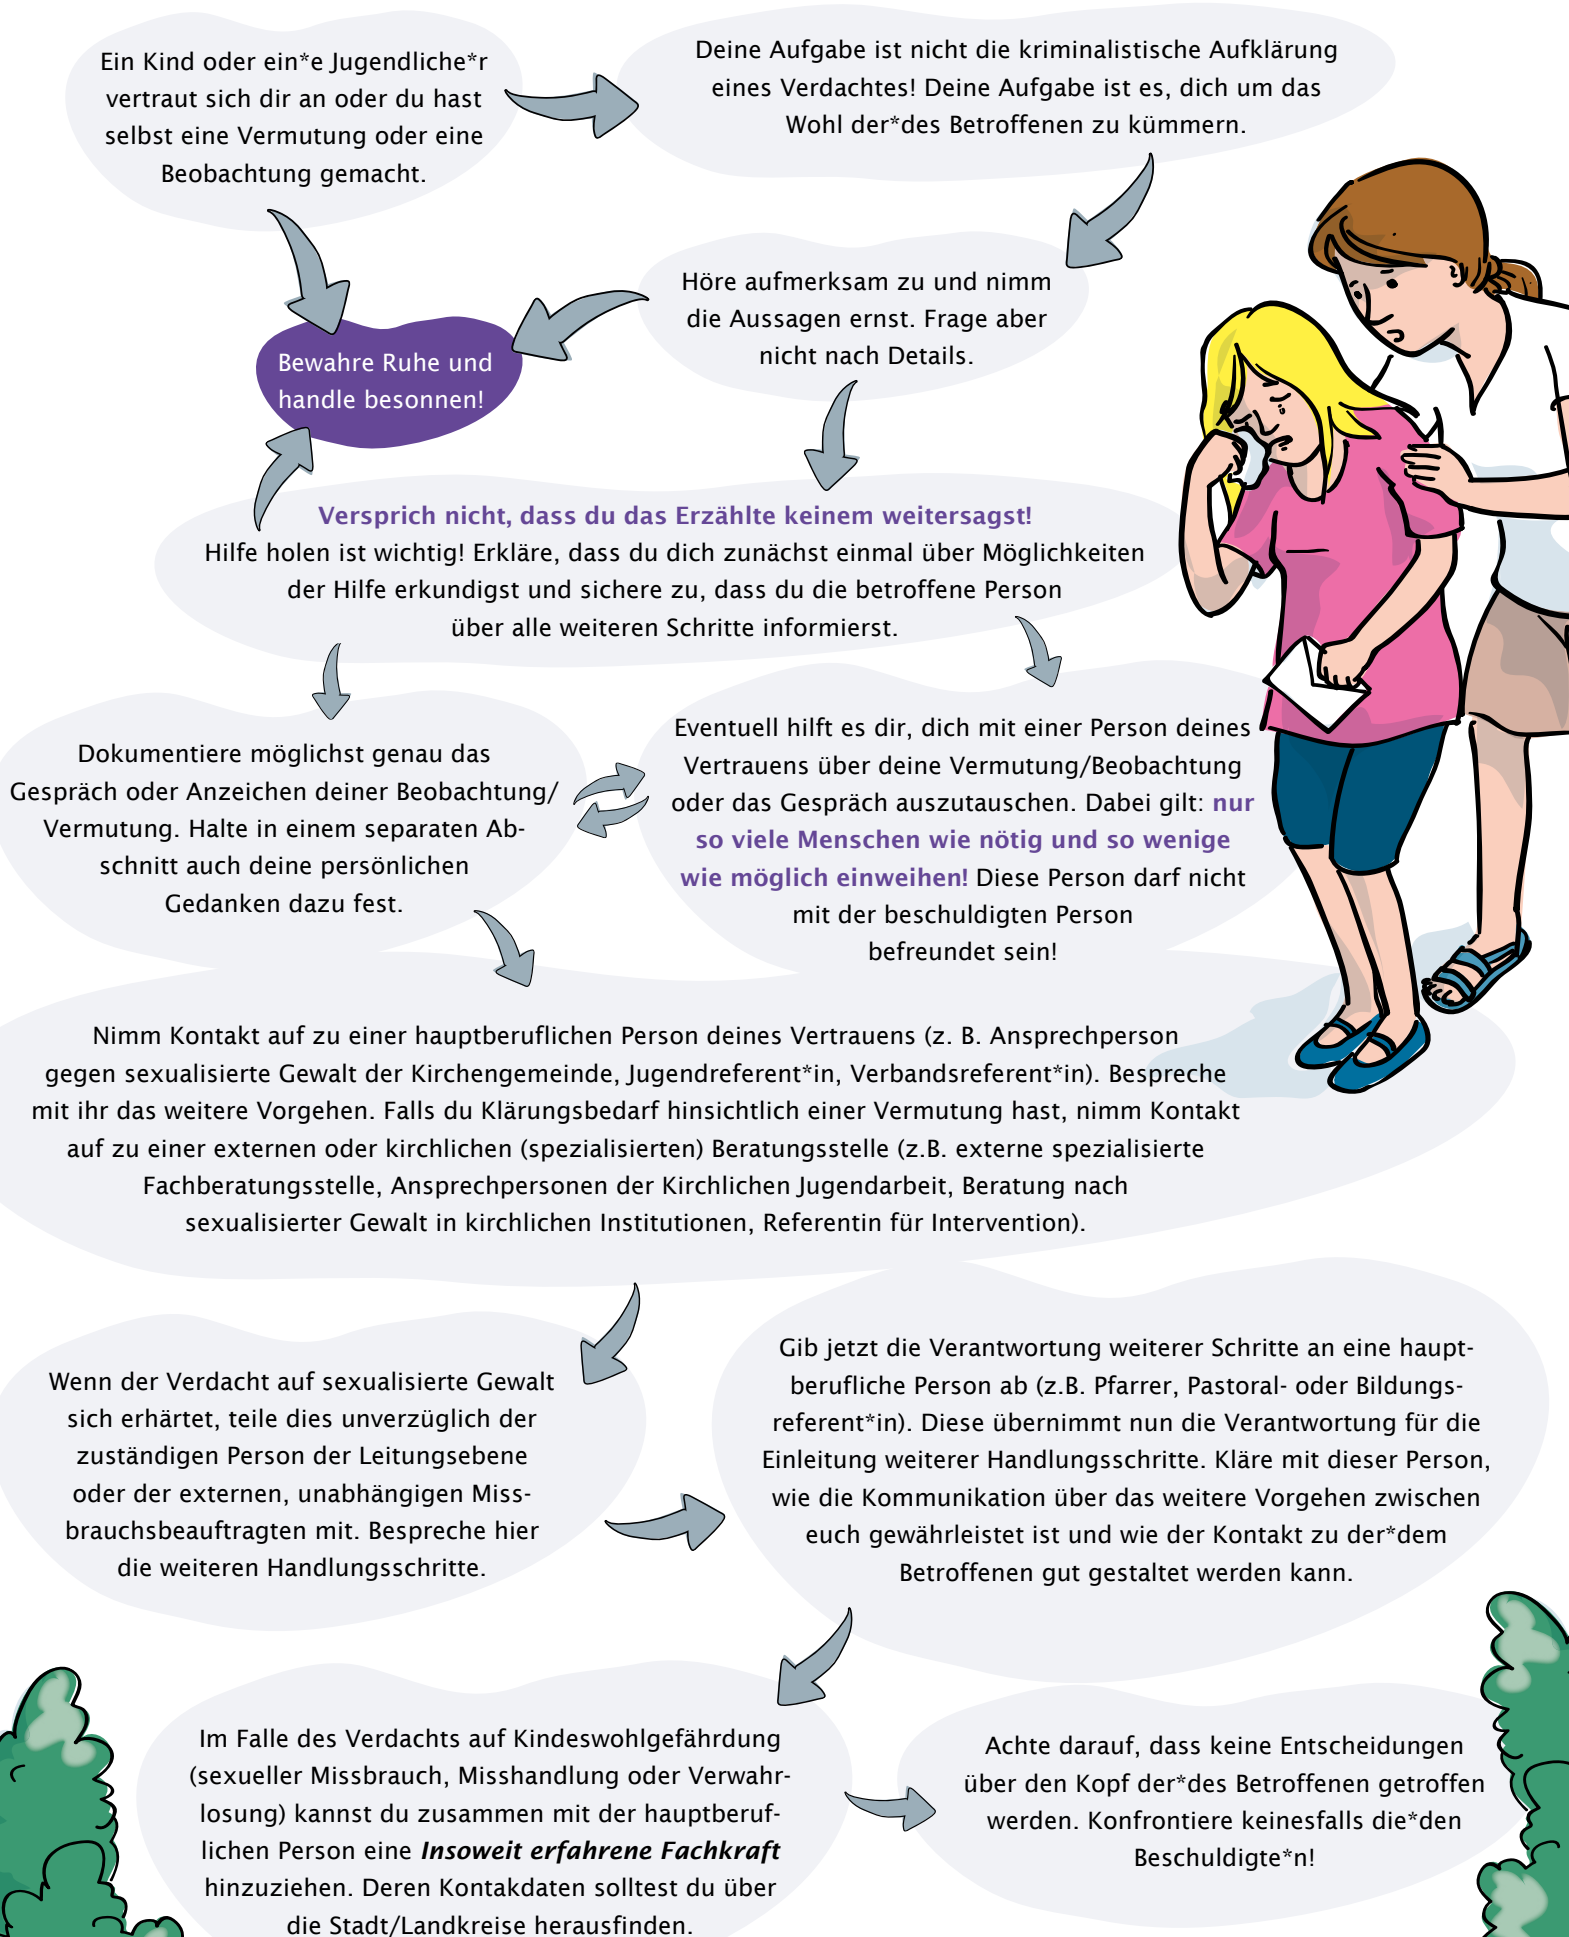 Ein Kind oder ein*e Jugendliche*r
vertraut sich dir an oder du hast
selbst eine Vermutung oder eine
Beobachtung gemacht.
Deine Aufgabe ist nicht die kriminalistische Aufklärung
eines Verdachtes! Deine Aufgabe ist es, dich um das
Wohl der*des Betroffenen zu kümmern.
Höre aufmerksam zu und nimm
die Aussagen ernst. Frage aber
nicht nach Details.
Bewahre Ruhe und
handle besonnen!
Versprich nicht, dass du das Erzählte keinem weitersagst!
Hilfe holen ist wichtig! Erkläre, dass du dich zunächst einmal über Möglichkeiten
der Hilfe erkundigst und sichere zu, dass du die betroffene Person
über alle weiteren Schritte informierst.
Dokumentiere möglichst genau das
Gespräch oder Anzeichen deiner Beobachtung/
Vermutung. Halte in einem separaten Ab-
schnitt auch deine persönlichen
Gedanken dazu fest.
Eventuell hilft es dir, dich mit einer Person deines
Vertrauens über deine Vermutung/Beobachtung
oder das Gespräch auszutauschen. Dabei gilt: nur
so viele Menschen wie nötig und so wenige
wie möglich einweihen! Diese Person darf nicht
mit der beschuldigten Person
befreundet sein!
Nimm Kontakt auf zu einer hauptberuflichen Person deines Vertrauens (z. B. Ansprechperson
gegen sexualisierte Gewalt der Kirchengemeinde, Jugendreferent*in, Verbandsreferent*in). Bespreche
mit ihr das weitere Vorgehen. Falls du Klärungsbedarf hinsichtlich einer Vermutung hast, nimm Kontakt
auf zu einer externen oder kirchlichen (spezialisierten) Beratungsstelle (z.B. externe spezialisierte
Fachberatungsstelle, Ansprechpersonen der Kirchlichen Jugendarbeit, Beratung nach
sexualisierter Gewalt in kirchlichen Institutionen, Referentin für Intervention).
Wenn der Verdacht auf sexualisierte Gewalt
sich erhärtet, teile dies unverzüglich der
zuständigen Person der Leitungsebene
oder der externen, unabhängigen Miss-
brauchsbeauftragten mit. Bespreche hier
die weiteren Handlungsschritte.
Gib jetzt die Verantwortung weiterer Schritte an eine haupt-
berufliche Person ab (z.B. Pfarrer, Pastoral- oder Bildungs-
referent*in). Diese übernimmt nun die Verantwortung für die
Einleitung weiterer Handlungsschritte. Kläre mit dieser Person,
wie die Kommunikation über das weitere Vorgehen zwischen
euch gewährleistet ist und wie der Kontakt zu der*dem
Betroffenen gut gestaltet werden kann.
Im Falle des Verdachts auf Kindeswohlgefährdung
(sexueller Missbrauch, Misshandlung oder Verwahr-
losung) kannst du zusammen mit der hauptberuf-
lichen Person eine Insoweit erfahrene Fachkraft
hinzuziehen. Deren Kontakdaten solltest du über
die Stadt/Landkreise herausfinden.
Achte darauf, dass keine Entscheidungen
über den Kopf der*des Betroffenen getroffen
werden. Konfrontiere keinesfalls die*den
Beschuldigte*n!